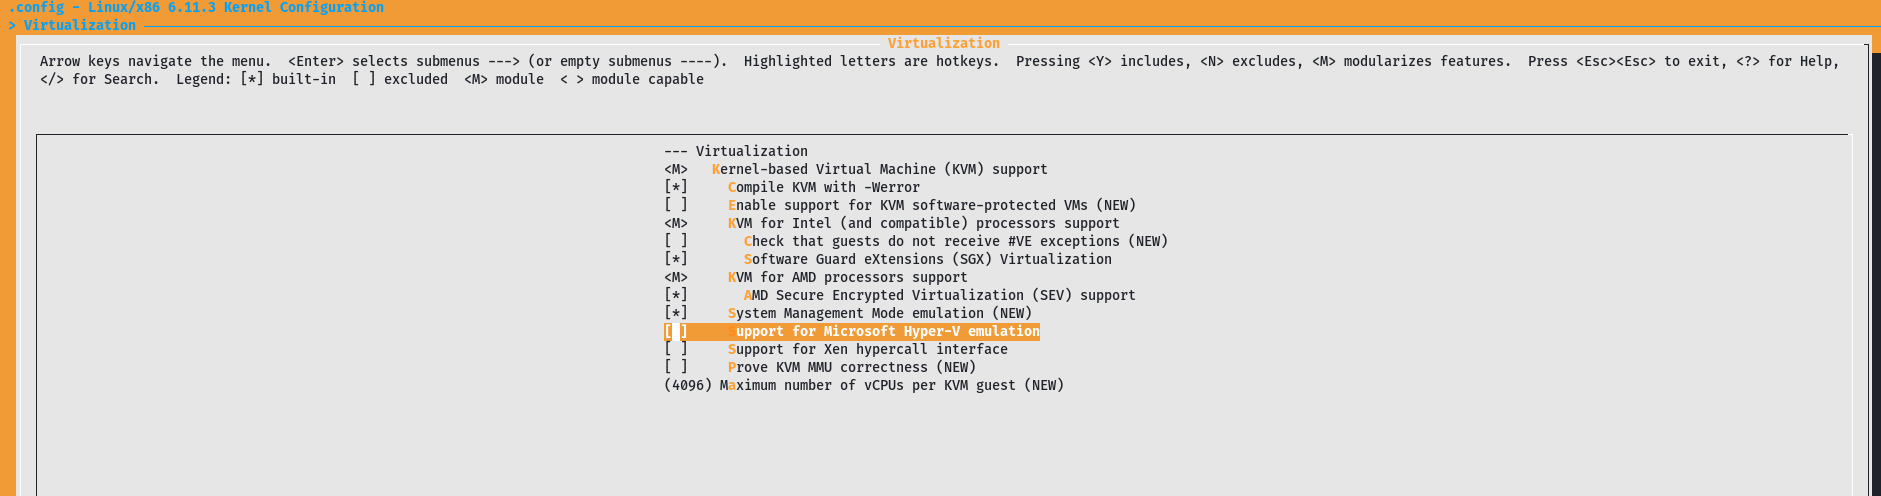 .config - Linux/x86 6.11.3 Kernel Configuration
> Virtualization
Virtualization
Arrow keys navigate the menu.  <Enter> selects submenus ---> (or empty submenus ----).  Highlighted letters are hotkeys.  Pressing <Y> includes, <N> excludes, <M> modularizes features.  Press <Esc><Esc> to exit, <?> for Help,
</> for Search.  Legend: [*] built-in  [ ] excluded  <M> module  < > module capable
--- Virtualization
<M>   Kernel-based Virtual Machine (KVM) support
[*]     Compile KVM with -Werror
[ ]     Enable support for KVM software-protected VMs (NEW)
<M>     KVM for Intel (and compatible) processors support
[ ]       Check that guests do not receive #VE exceptions (NEW)
[*]       Software Guard eXtensions (SGX) Virtualization
<M>     KVM for AMD processors support
[*]       AMD Secure Encrypted Virtualization (SEV) support
[*]     System Management Mode emulation (NEW)
[ ]     Support for Microsoft Hyper-V emulation
[ ]     Support for Xen hypercall interface
[ ]     Prove KVM MMU correctness (NEW)
(4096) Maximum number of vCPUs per KVM guest (NEW)